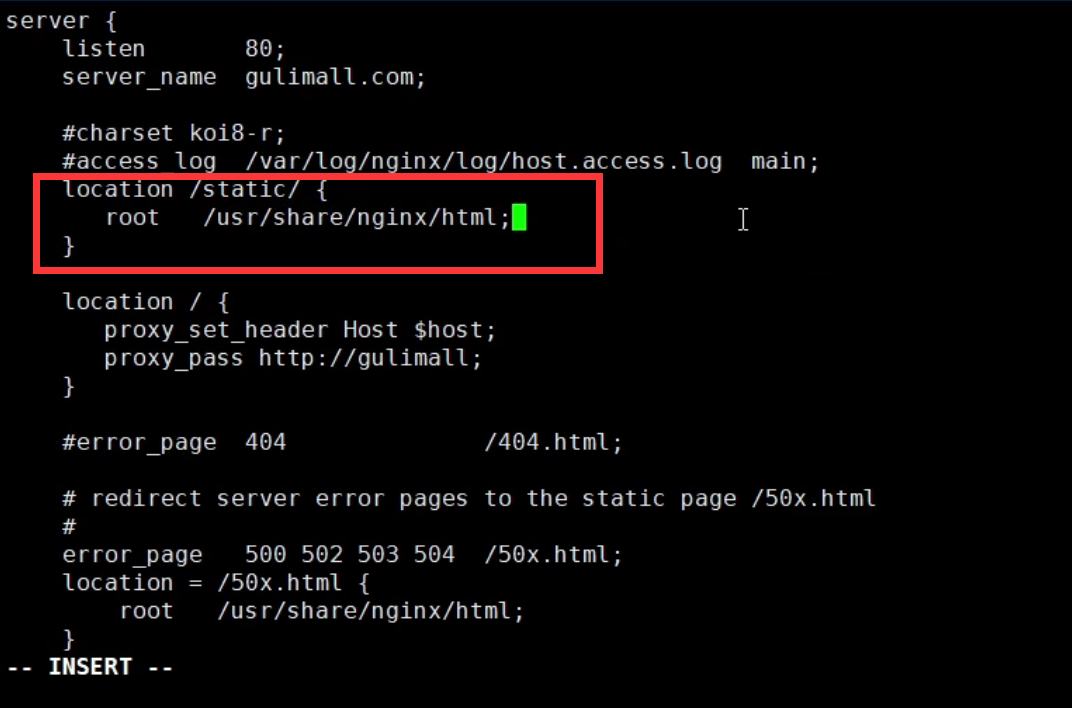 server {
    listen       80;
    server_name  gulimall.com;

    #charset koi8-r;
    #access_log  /var/log/nginx/log/host.access.log  main;
    location /static/ {
       root   /usr/share/nginx/html;
    }

    location / {
       proxy_set_header Host $host;
       proxy_pass http://gulimall;
    }

    #error_page  404              /404.html;

    # redirect server error pages to the static page /50x.html
    #
    error_page   500 502 503 504  /50x.html;
    location = /50x.html {
        root   /usr/share/nginx/html;
    }
-- INSERT --